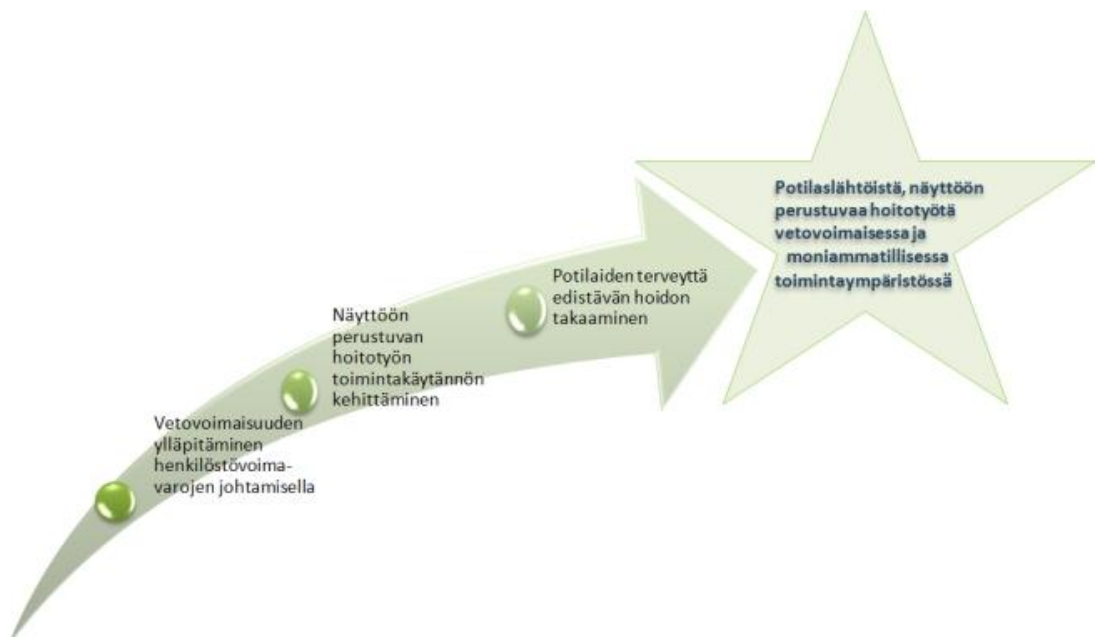 Potilaslähtöistä, näyttöön
perustuvaa hoitotyötä
vetovoimaisessa ja
moniammatillisessa
toimintaympäristössä
Potilaiden terveyttä
edistävän hoidon
takaaminen
Näyttöön
perustuvan
hoitotyön
toimintakäytännön
kehittäminen
Vetovoimaisuuden
ylläpitäminen
henkilöstövoima-
varojen johtamisella